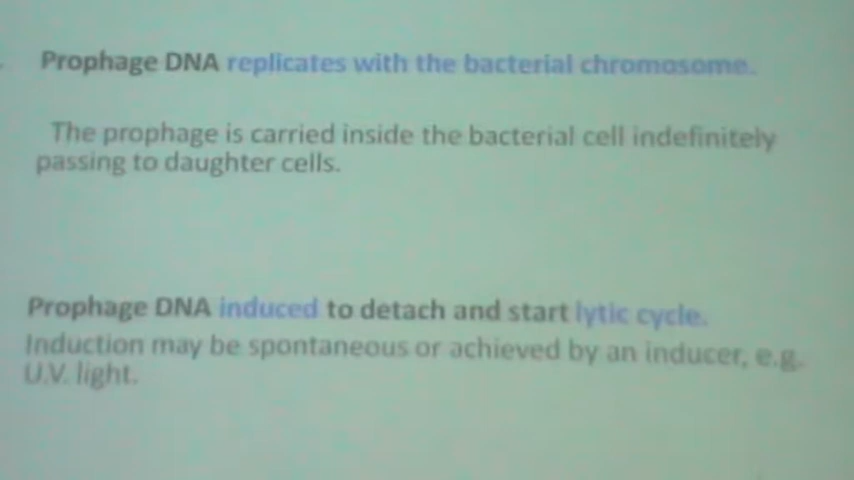 Prophage DNA replicates with the bacterial chromosome.
The prophage is carried inside the bacterial cell indefinitely
passing to daughter cells.
Prophage DNA induced to detach and start lytic cycle.
Induction may be spontaneous or achieved by an inducer, e.g.
U.V. light.